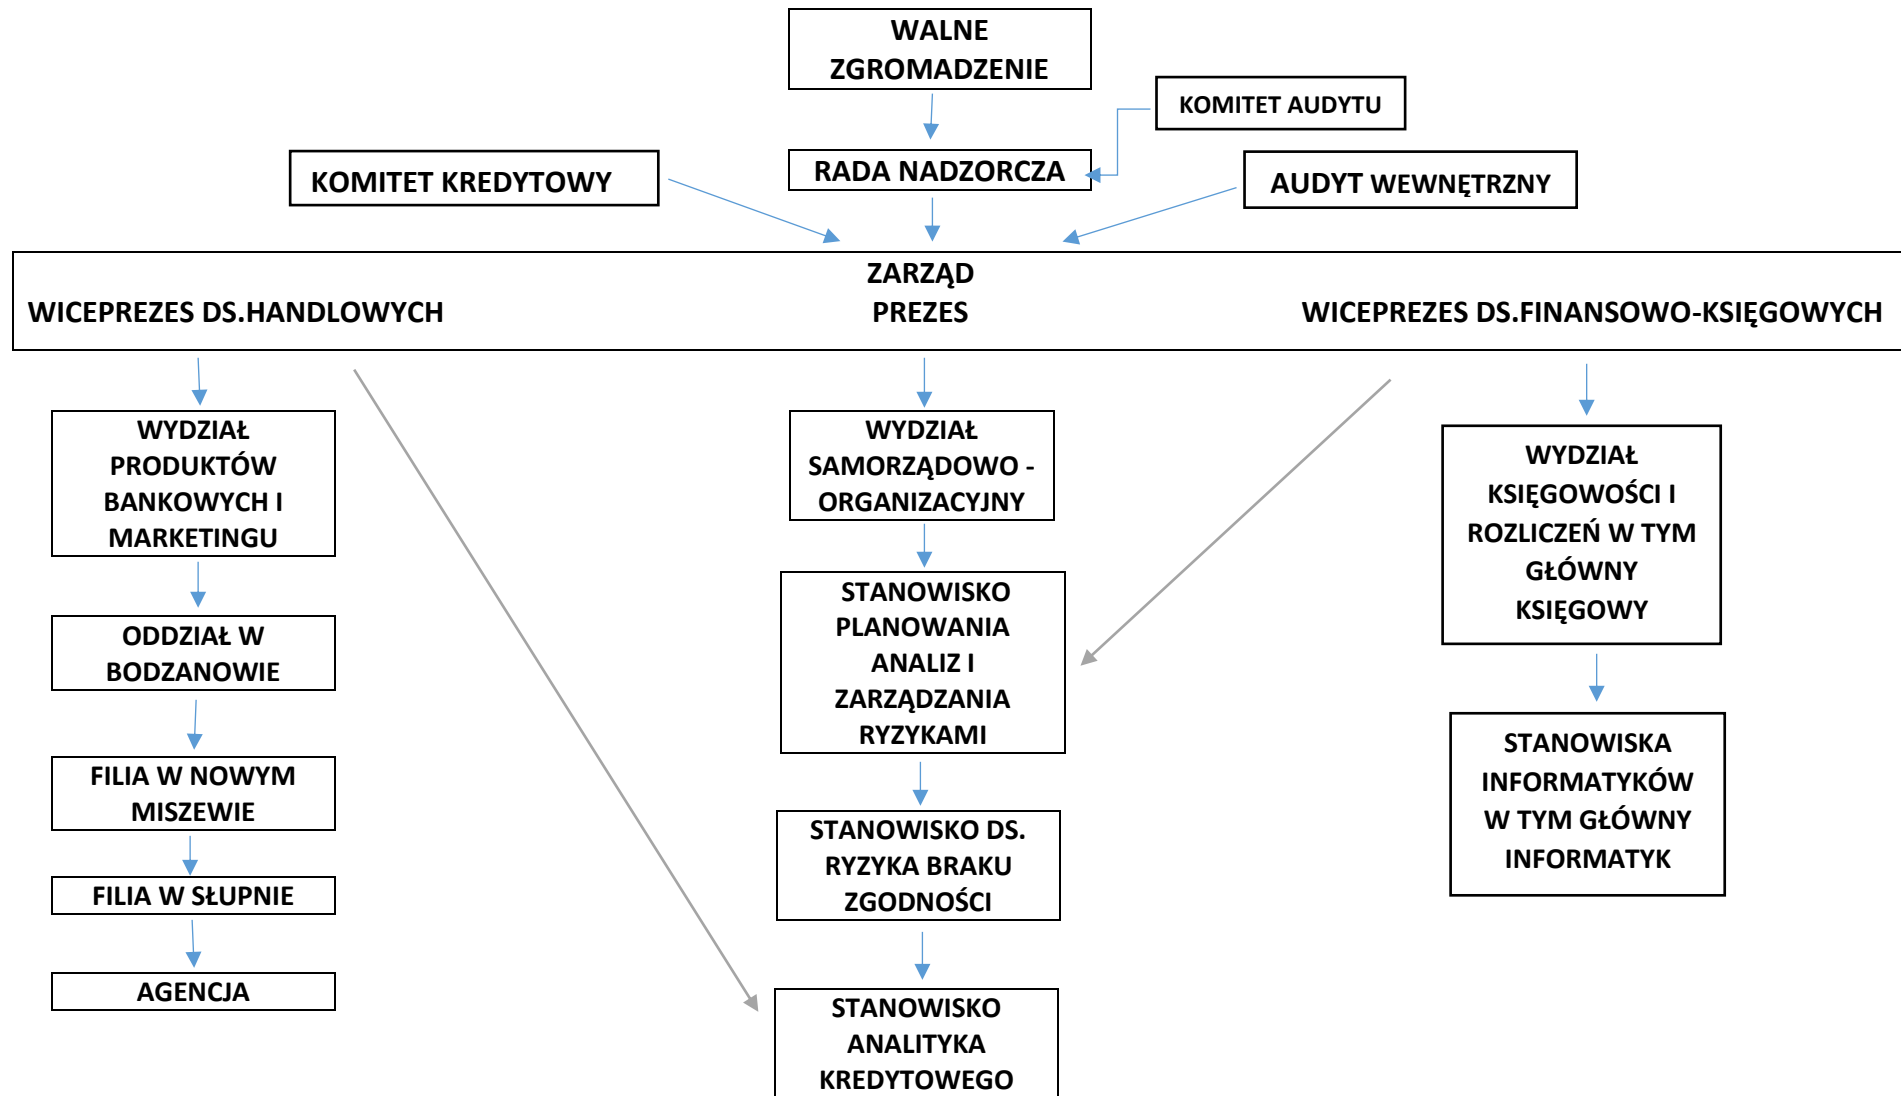 WALNE
ZGROMADZENIE
KOMITET AUDYTU
KOMITET KREDYTOWY
RADA NADZORCZA
AUDYT WEWNĘTRZNY
ZARZĄD
WICEPREZES DS.HANDLOWYCH
PREZES
WICEPREZES DS.FINANSOWO-KSIĘGOWYCH
WYDZIAŁ
PRODUKTÓW
BANKOWYCH I
MARKETINGU
ODDZIAŁ W
BODZANOWIE
FILIA W NOWYM
MISZEWIE
FILIA W SŁUPNIE
AGENCJA
WYDZIAŁ
SAMORZĄDOWO -
ORGANIZACYJNY
STANOWISKO
PLANOWANIA
ANALIZ I
ZARZĄDZANIA
RYZYKAMI
STANOWISKO DS.
RYZYKA BRAKU
ZGODNOŚCI
STANOWISKO
ANALITYKA
KREDYTOWEGO
WYDZIAŁ
KSIĘGOWOŚCI I
ROZLICZEŃ W TYM
GŁÓWNY
KSIĘGOWY
STANOWISKA
INFORMATYKÓW
W TYM GŁÓWNY
INFORMATYK